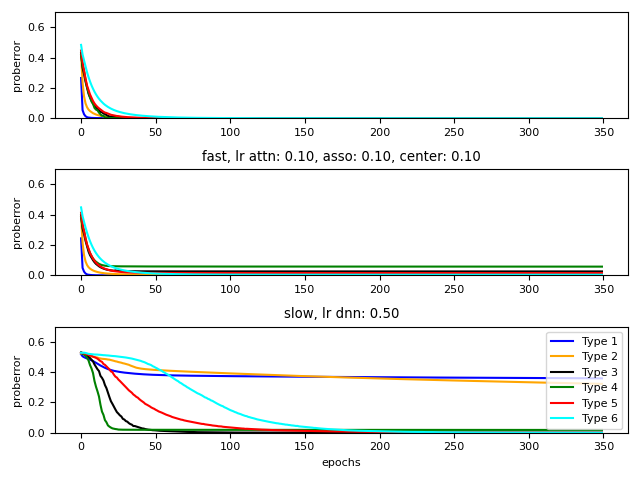 0.6
0.4
0.2
0.0
proberror
0 50 100 150 200 250 300 350
fast, lr attn: 0.10, asso: 0.10, center: 0.10
0.6
0.4
0.2
0.0
proberror
0 50 100 150 200 250 300 350
slow, lr dnn: 0.50
0.6
0.4
0.2
0.0
proberror
Type 1
Type 2
Type 3
Type 4
Type 5
Type 6
0 50 100 150 200 250 300 350
epochs